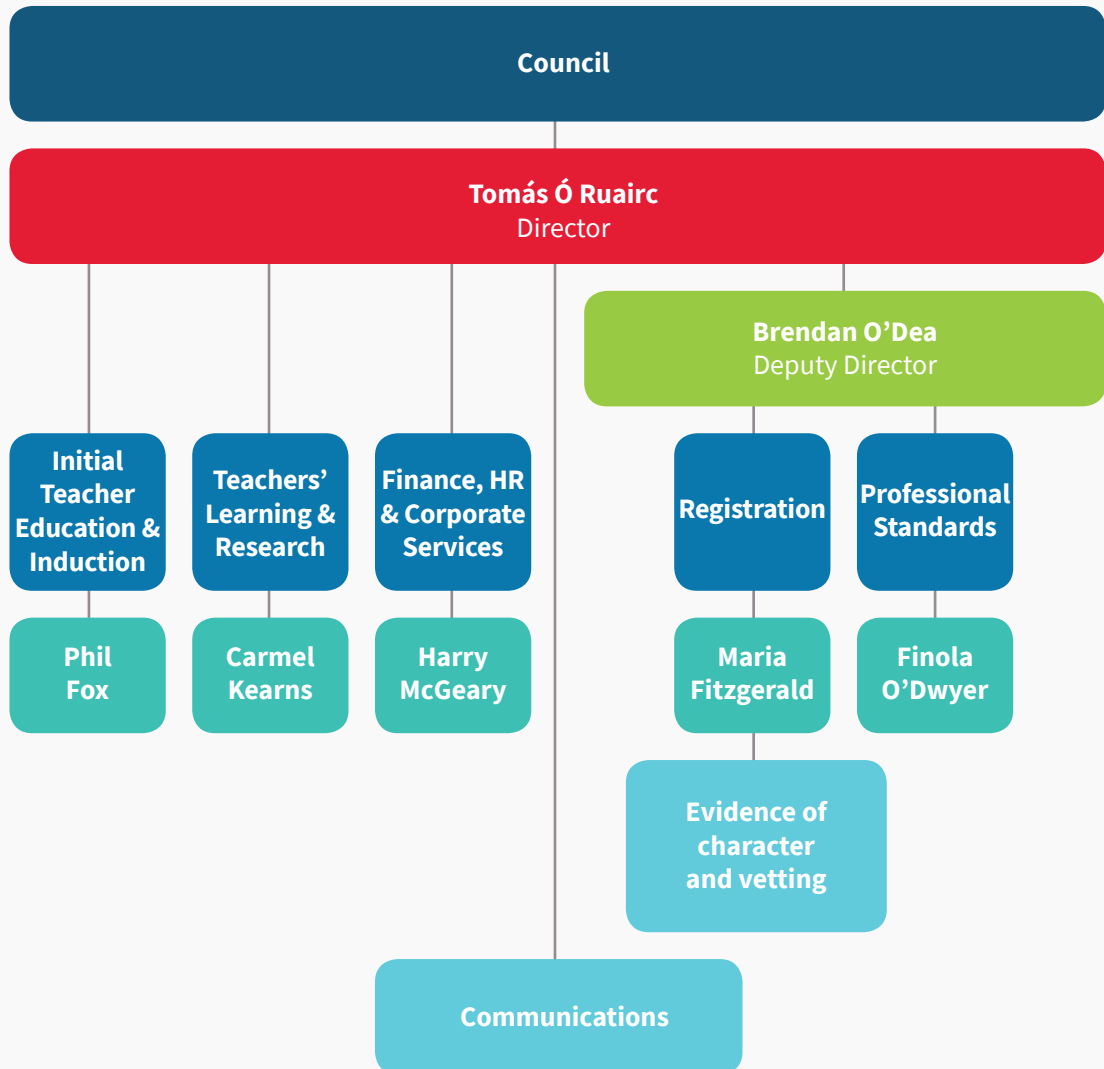 Council
Tomás Ó Ruairc
Director
Brendan O’Dea
Deputy Director
Initial
Teacher
Education &
Induction
Teachers’
Learning &
Research
Finance, HR
& Corporate
Services
Registration
Professional
Standards
Phil
Fox
Carmel
Kearns
Harry
McGeary
Maria
Fitzgerald
Finola
O’Dwyer
Evidence of
character
and vetting
Communications